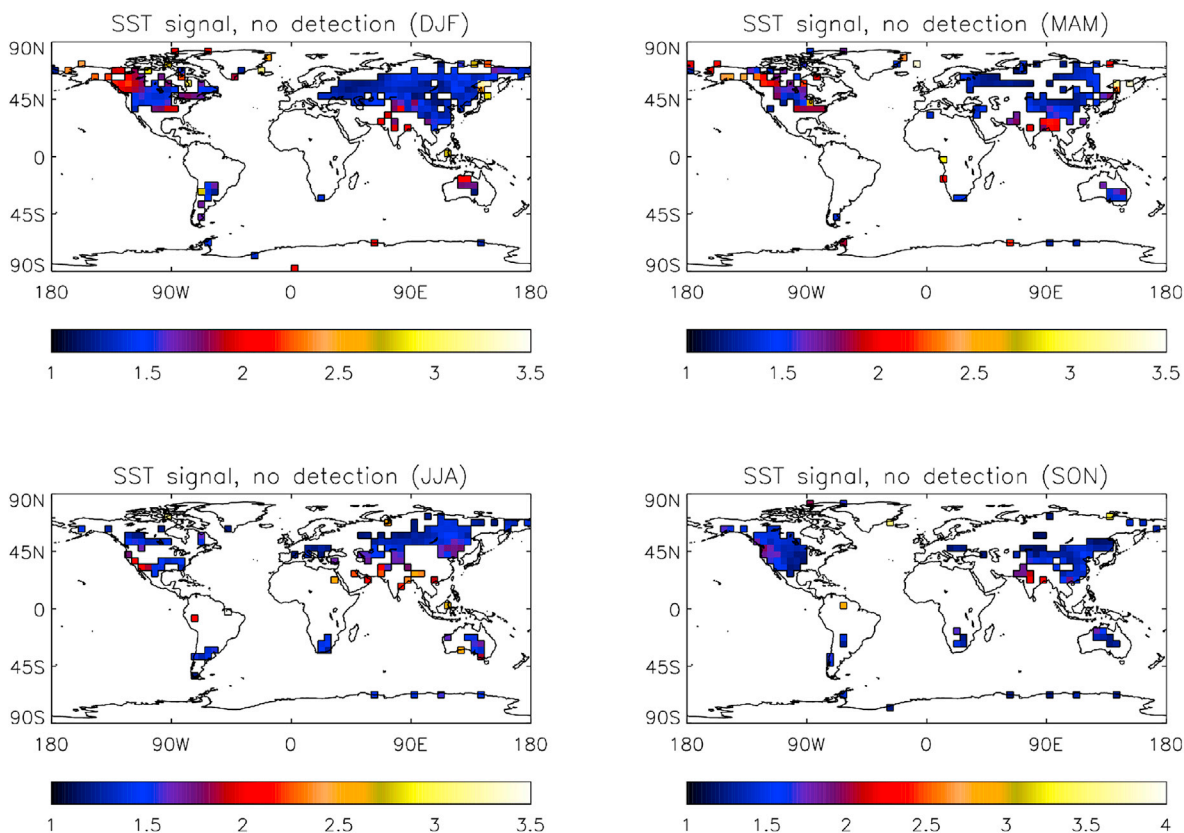 SST signal, no detection (DJF)
90N
45N
0
45S
90S
180 90W 0 90E 180
1 1.5 2 2.5 3 3.5
SST signal, no detection (MAM)
90N
45N
0
45S
90S
180 90W 0 90E 180
1 1.5 2 2.5 3 3.5
SST signal, no detection (JJA)
90N
45N
0
45S
90S
180 90W 0 90E 180
1 1.5 2 2.5 3 3.5
SST signal, no detection (SON)
90N
45N
0
45S
90S
180 90W 0 90E 180
1 1.5 2 2.5 3 3.5 4